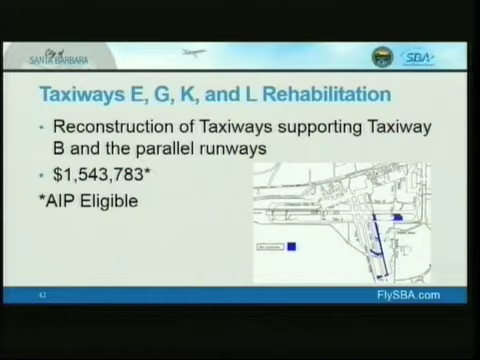 City of
SANTA BARBARA
SBA
Taxiways E, G, K, and L Rehabilitation
• Reconstruction of Taxiways supporting Taxiway
B and the parallel runways
• $1,543,783*
*AIP Eligible
42
FlySBA.com